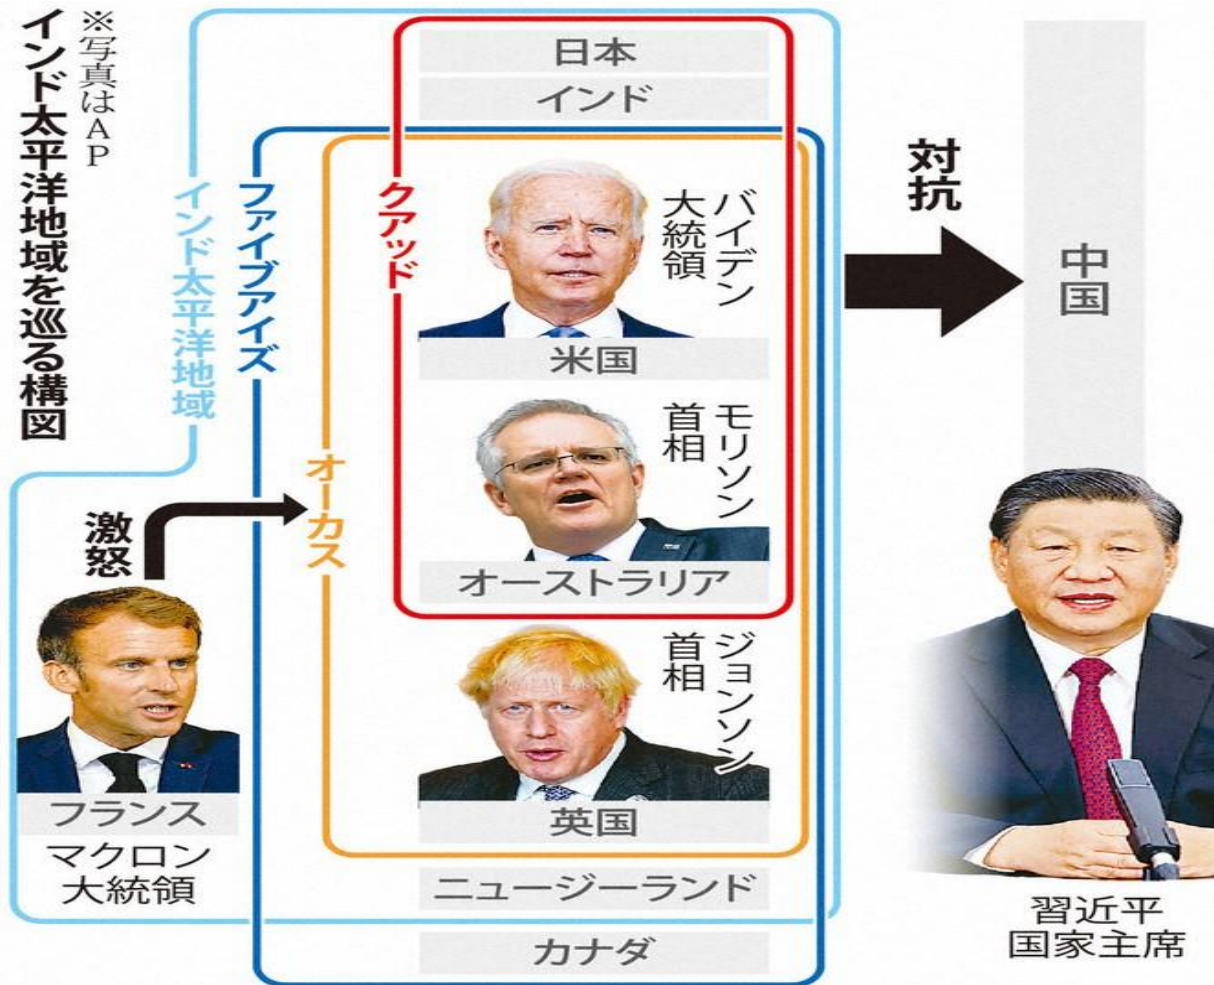 インド太平洋地域を巡る構図
※写真はAP
インド太平洋地域
ファイブアイズ
オーカス
クアッド
日本
インド
バイデン
大統領
米国
モリソン
首相
オーストラリア
ジョンソン
首相
英国
ニュージーランド
カナダ
激怒
フランス
マクロン
大統領
対抗
中国
習近平
国家主席